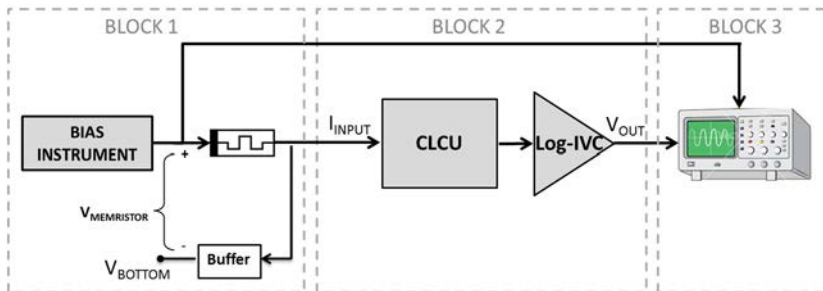 BLOCK 1
BLOCK 2
BLOCK 3
BIAS
INSTRUMENT
I_INPUT
CLCU
Log-IVC
V_OUT
+
V_MEMRISTOR
-
V_BOTTOM
Buffer